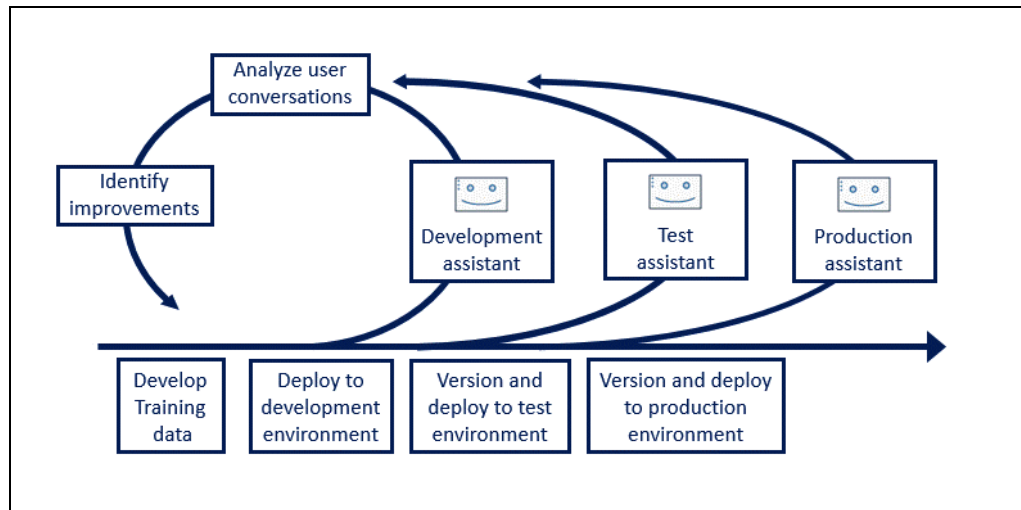 Analyze user
conversations
Identify
improvements
Development
assistant
Test
assistant
Production
assistant
Develop
Training
data
Deploy to
development
environment
Version and
deploy to test
environment
Version and deploy
to production
environment